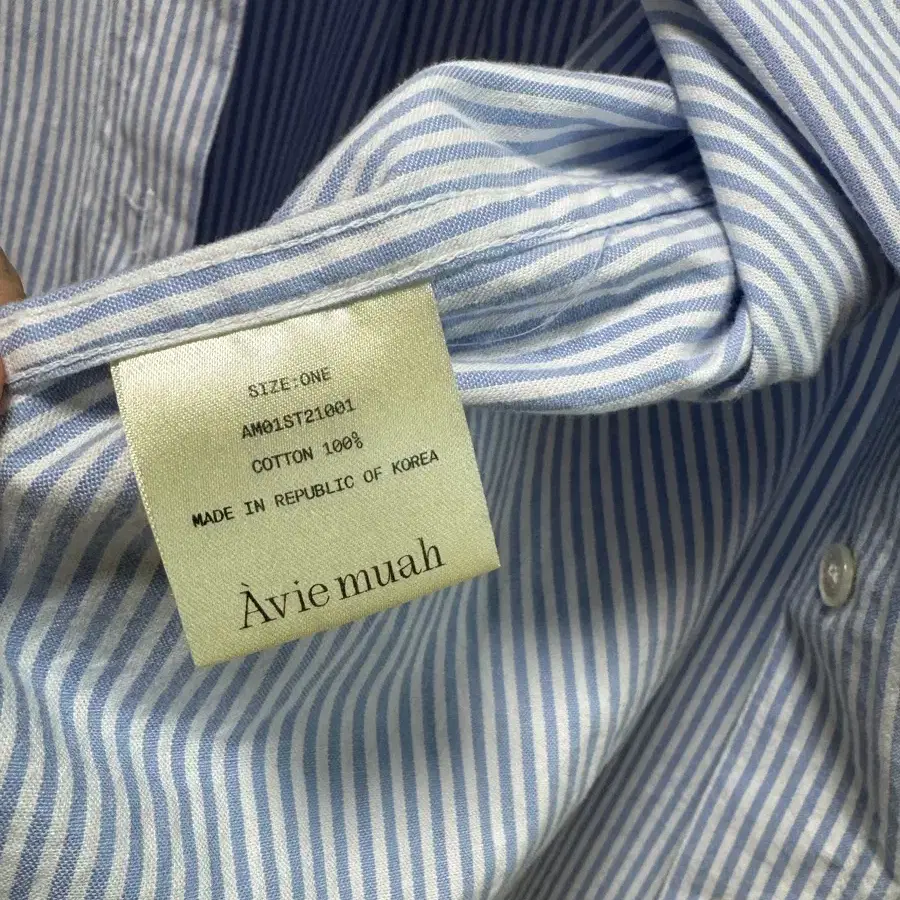 SIZE:ONE
AM01ST21001
COTTON 100%
MADE IN REPUBLIC OF KOREA
Àvie muah